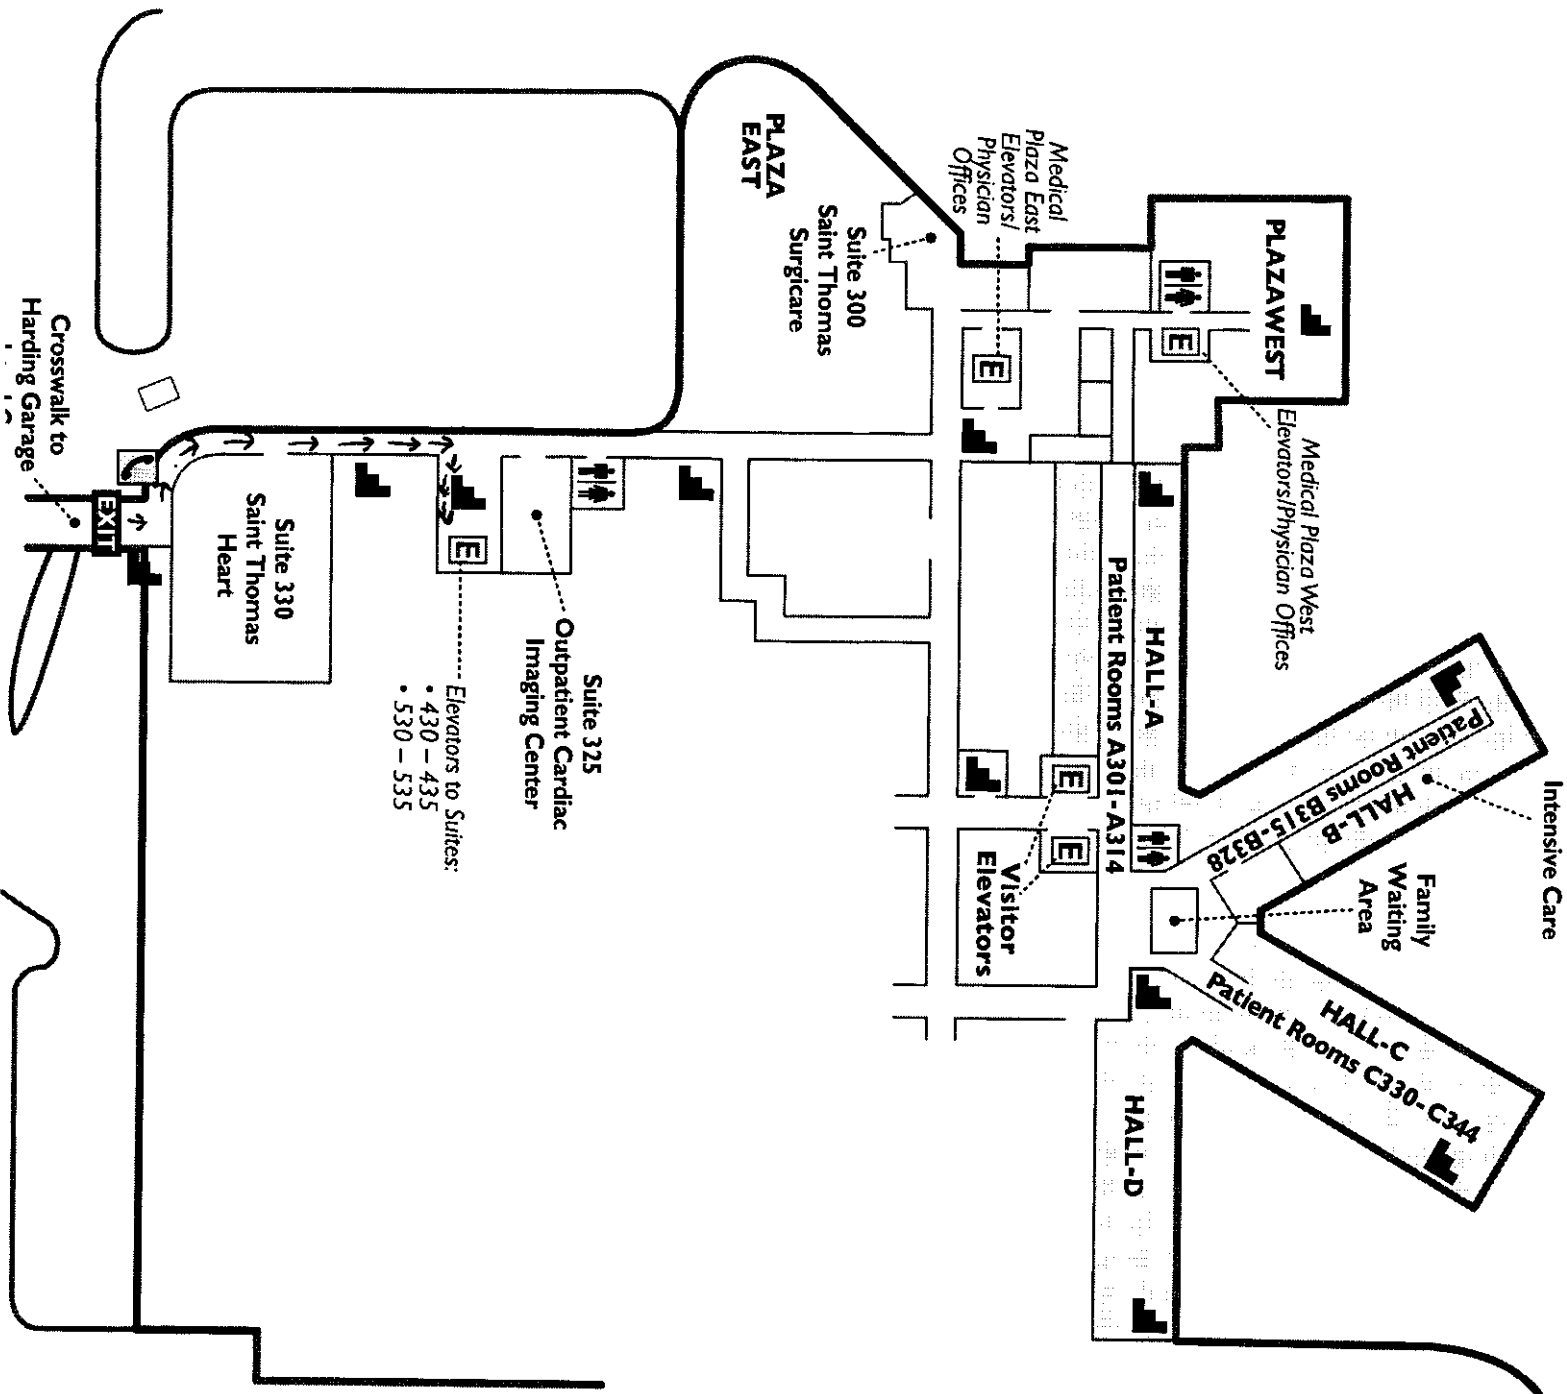 PLAZA
EAST
Medical
Plaza East
Elevators/
Physician
Offices
Suite 300
Saint Thomas
Surgicare
PLAZAWEST
Medical Plaza West
Elevators/Physician Offices
E
E
Crosswalk to
Harding Garage
EXIT
Suite 330
Saint Thomas
Heart
E
Suite 325
Outpatient Cardiac
Imaging Center
Elevators to Suites:
• 430 – 435
• 530 – 535
HALL-A
Patient Rooms A301-A314
E
E
Visitor
Elevators
Patient Rooms B315-B328
HALL-B
Intensive Care
Family
Waiting
Area
HALL-C
Patient Rooms C330-C344
HALL-D